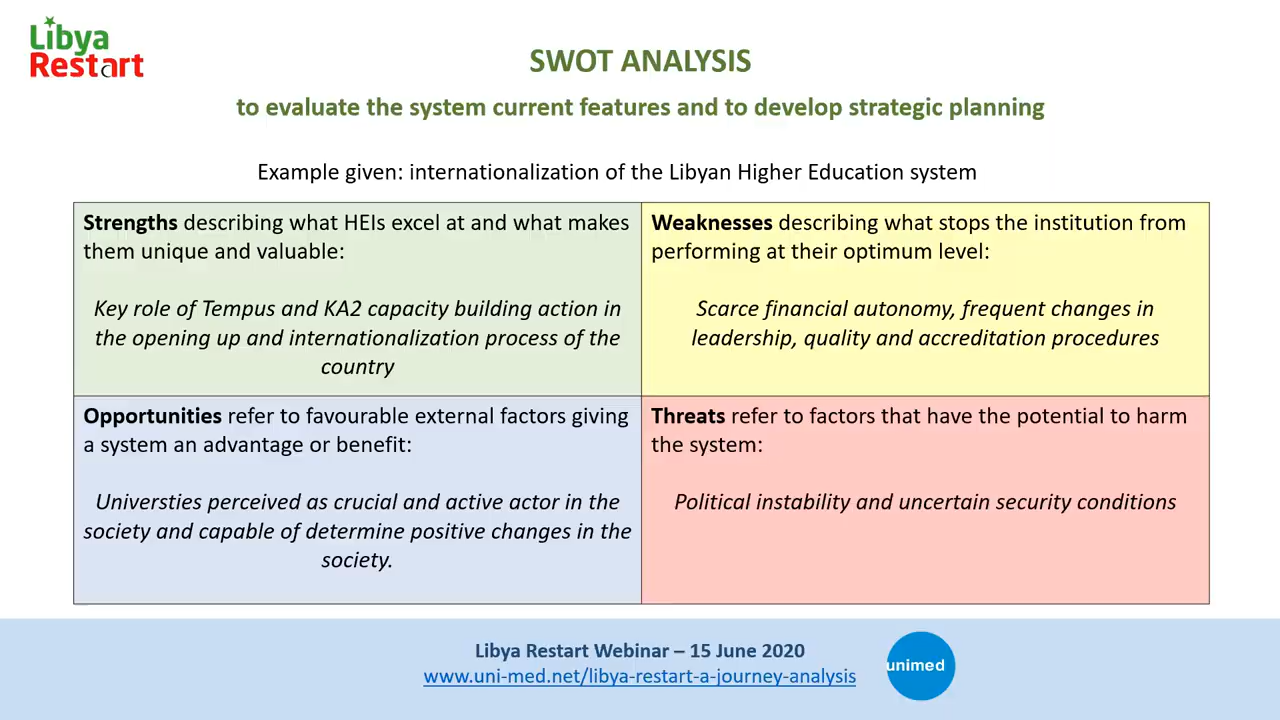 Libya
Restart
SWOT ANALYSIS
to evaluate the system current features and to develop strategic planning
Example given: internationalization of the Libyan Higher Education system
Strengths describing what HEIs excel at and what makes
them unique and valuable:
Key role of Tempus and KA2 capacity building action in
the opening up and internationalization process of the
country
Weaknesses describing what stops the institution from
performing at their optimum level:
Scarce financial autonomy, frequent changes in
leadership, quality and accreditation procedures
Opportunities refer to favourable external factors giving
a system an advantage or benefit:
Universties perceived as crucial and active actor in the
society and capable of determine positive changes in the
society.
Threats refer to factors that have the potential to harm
the system:
Political instability and uncertain security conditions
Libya Restart Webinar – 15 June 2020
www.uni-med.net/libya-restart-a-journey-analysis
unimed